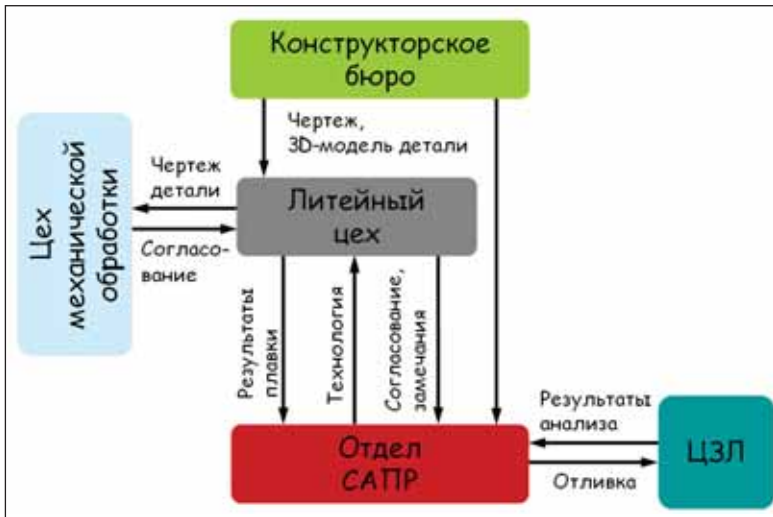 Конструкторское
бюро
Чертеж,
3D-модель детали
Цех
механической
обработки
Чертеж
детали
Согласо-
вание
Литейный
цех
Результаты
плавки
Технология
Согласование,
замечания
Отдел
САПР
Результаты
анализа
Отливка
ЦЗЛ